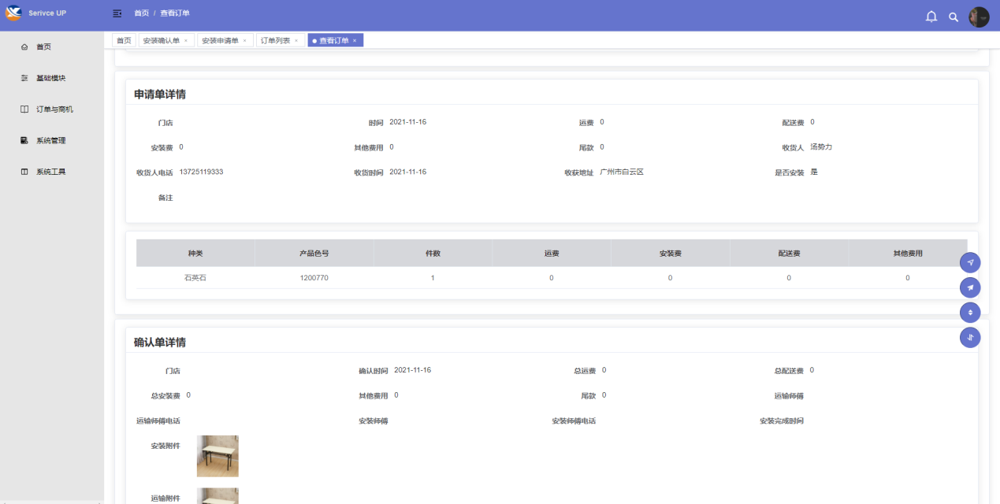 Serivce UP
首页 / 查看订单
首页
安装确认单 ×
安装申请单 ×
订单列表 ×
查看订单 ×
首页
基础模块
订单与商机
系统管理
系统工具
申请单详情
门店
时间 2021-11-16
运费 0
配送费 0
安装费 0
其他费用 0
尾款 0
收货人 汤势力
收货人电话 13725119333
收货时间 2021-11-16
收获地址 广州市白云区
是否安装 是
备注
种类 产品色号 件数 运费 安装费 配送费 其他费用
石英石 1200770 1 0 0 0 0
确认单详情
门店
确认时间 2021-11-16
总运费 0
总配送费 0
总安装费 0
其他费用 0
尾款 0
运输师傅
运输师傅电话
安装师傅
安装师傅电话
安装完成时间
安装附件
运输附件